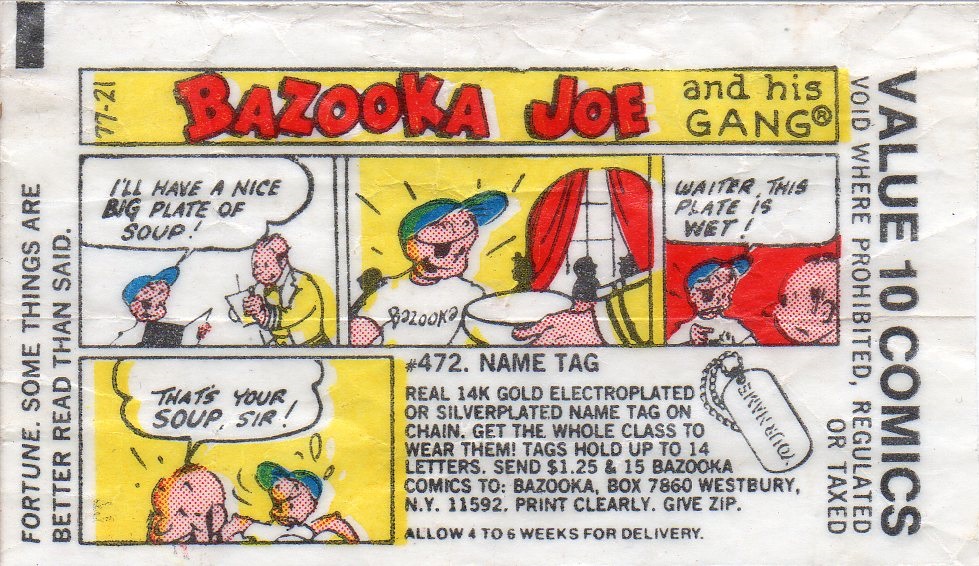 77-21
BAZOOKA JOE
and his
GANG®
I'LL HAVE A NICE
BIG PLATE OF
SOUP!
BAZOOKA
WAITER, THIS
PLATE IS
WET!
THAT'S YOUR
SOUP, SIR!
#472. NAME TAG
REAL 14K GOLD ELECTROPLATED
OR SILVERPLATED NAME TAG ON
CHAIN. GET THE WHOLE CLASS TO
WEAR THEM! TAGS HOLD UP TO 14
LETTERS. SEND $1.25 & 15 BAZOOKA
COMICS TO: BAZOOKA, BOX 7860 WESTBURY,
N.Y. 11592. PRINT CLEARLY. GIVE ZIP.
ALLOW 4 TO 6 WEEKS FOR DELIVERY.
YOUR NAME
FORTUNE. SOME THINGS ARE
BETTER READ THAN SAID.
VALUE 10 COMICS
VOID WHERE PROHIBITED, REGULATED
OR TAXED